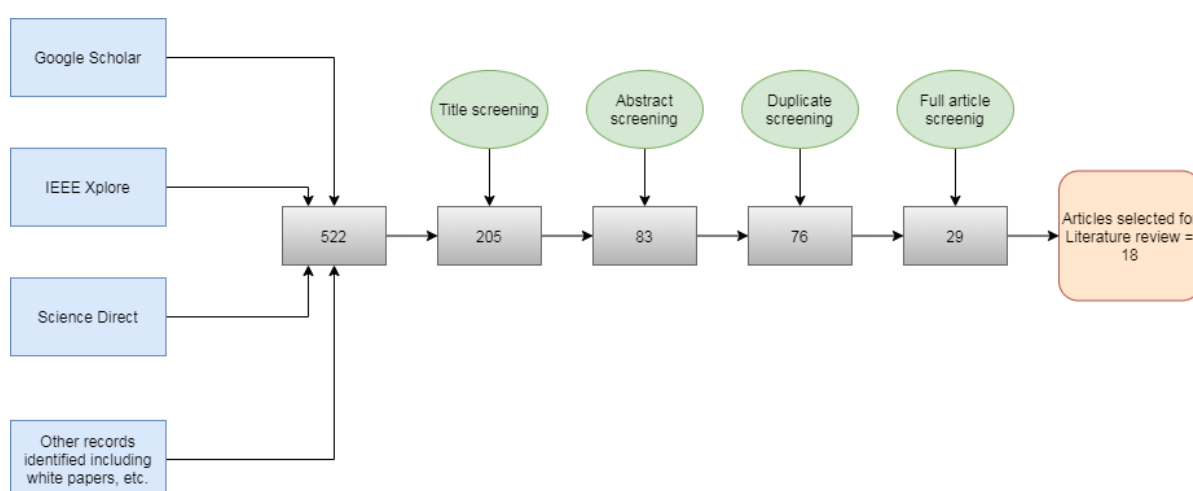 Google Scholar
IEEE Xplore
Science Direct
Other records
identified including
white papers, etc.
522
Title screening
205
Abstract
screening
83
Duplicate
screening
76
Full article
screenig
29
Articles selected fo
Literature review =
18